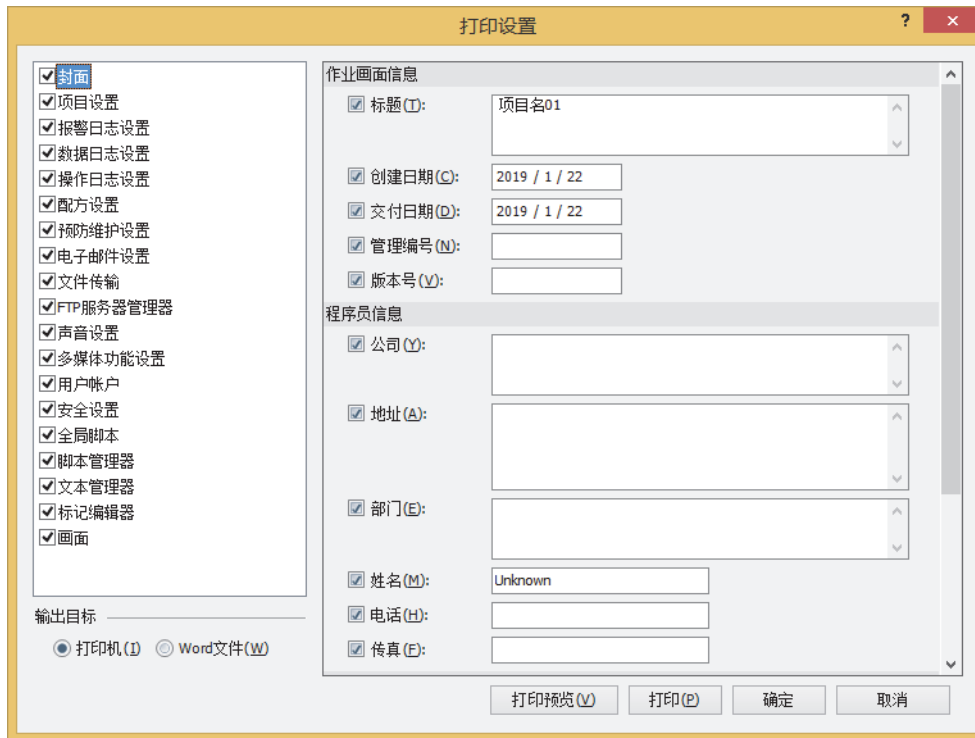 打印设置
?
×
封面
项目设置
报警日志设置
数据日志设置
操作日志设置
配方设置
预防维护设置
电子邮件设置
文件传输
FTP服务器管理器
声音设置
多媒体功能设置
用户帐户
安全设置
全局脚本
脚本管理器
文本管理器
标记编辑器
画面
输出目标
打印机(I) Word文件(W)
作业画面信息
标题(T): 项目名01
创建日期(C): 2019 / 1 / 22
交付日期(D): 2019 / 1 / 22
管理编号(N):
版本号(V):
程序员信息
公司(Y):
地址(A):
部门(E):
姓名(M): Unknown
电话(H):
传真(F):
打印预览(V) 打印(P) 确定 取消